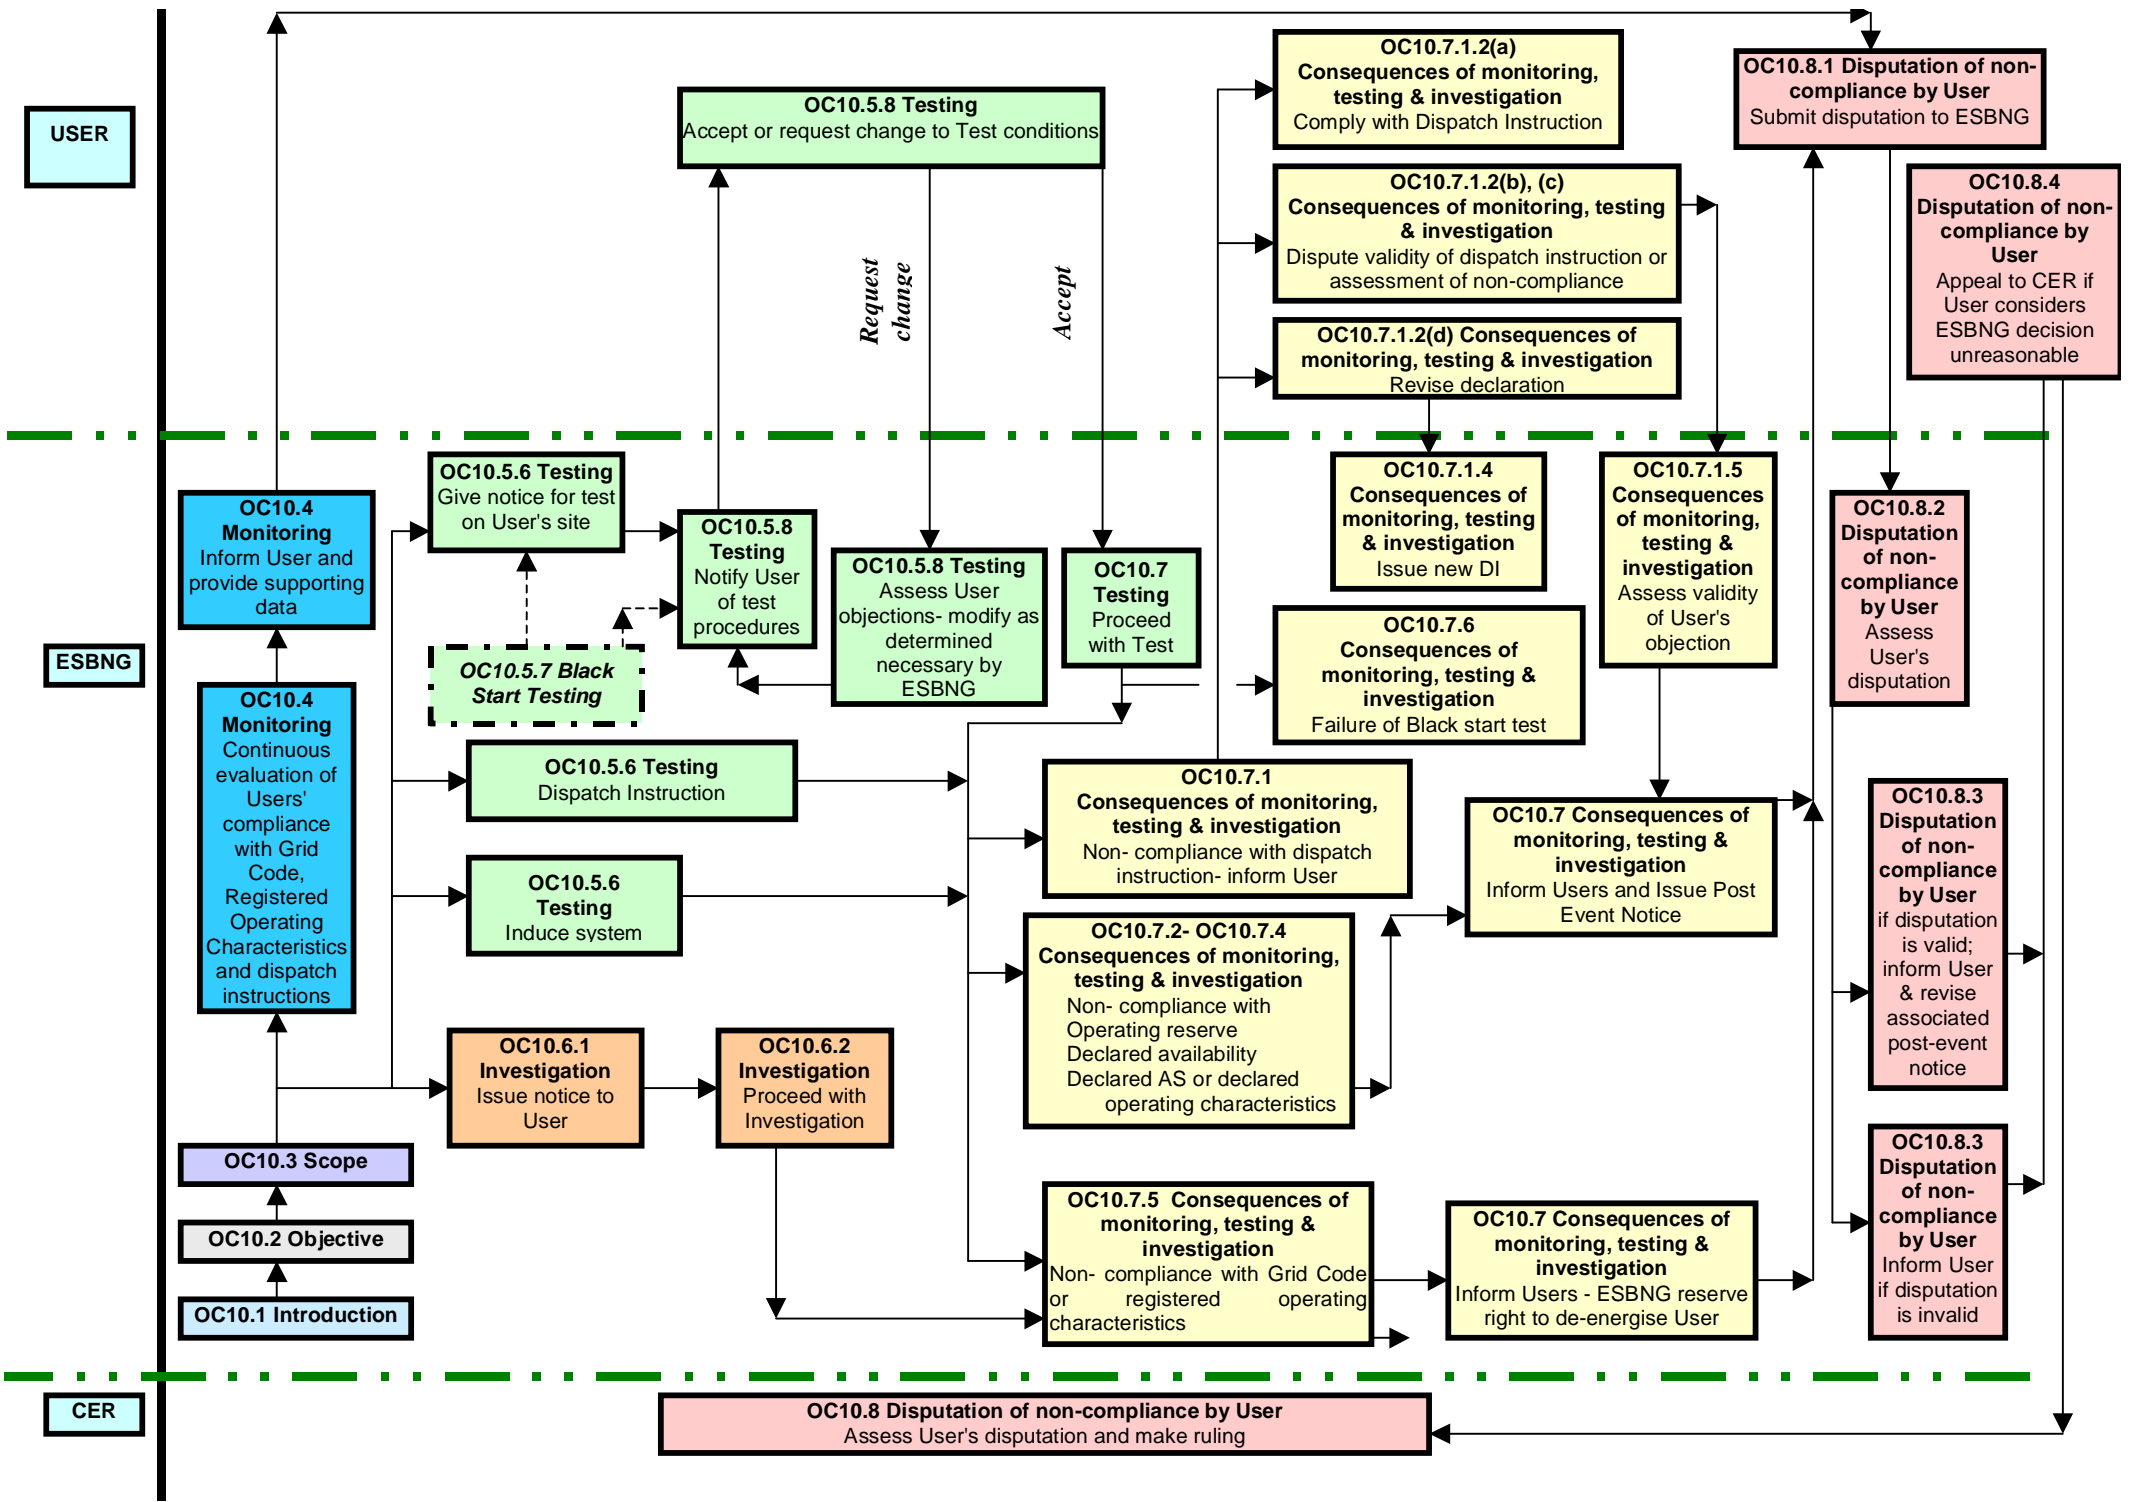 USER
OC10.5.8 Testing
Accept or request change to Test conditions
OC10.7.1.2(a)
Consequences of monitoring,
testing & investigation
Comply with Dispatch Instruction
OC10.8.1 Disputation of non-
compliance by User
Submit disputation to ESBNG
OC10.7.1.2(b), (c)
Consequences of monitoring, testing
& investigation
Dispute validity of dispatch instruction or
assessment of non-compliance
OC10.8.4
Disputation of non-
compliance by
User
Appeal to CER if
User considers
ESBNG decision
unreasonable
Request
change
Accept
OC10.7.1.2(d) Consequences of
monitoring, testing & investigation
Revise declaration
ESBNG
OC10.4
Monitoring
Inform User and
provide supporting
data
OC10.5.6 Testing
Give notice for test
on User's site
OC10.5.8
Testing
Notify User
of test
procedures
OC10.5.8 Testing
Assess User
objections- modify as
determined
necessary by
ESBNG
OC10.7
Testing
Proceed
with Test
OC10.7.1.4
Consequences of
monitoring, testing
& investigation
Issue new DI
OC10.7.1.5
Consequences
of monitoring,
testing &
investigation
Assess validity
of User's
objection
OC10.8.2
Disputation
of non-
compliance
by User
Assess
User's
disputation
OC10.5.7 Black
Start Testing
OC10.7.6
Consequences of
monitoring, testing &
investigation
Failure of Black start test
OC10.4
Monitoring
Continuous
evaluation of
Users'
compliance
with Grid
Code,
Registered
Operating
Characteristics
and dispatch
instructions
OC10.5.6 Testing
Dispatch Instruction
OC10.5.6
Testing
Induce system
OC10.7.1
Consequences of monitoring,
testing & investigation
Non- compliance with dispatch
instruction- inform User
OC10.7 Consequences of
monitoring, testing &
investigation
Inform Users and Issue Post
Event Notice
OC10.8.3
Disputation
of non-
compliance
by User
if disputation
is valid;
inform User
& revise
associated
post-event
notice
OC10.7.2- OC10.7.4
Consequences of monitoring,
testing & investigation
Non- compliance with
Operating reserve
Declared availability
Declared AS or declared
operating characteristics
OC10.6.1
Investigation
Issue notice to
User
OC10.6.2
Investigation
Proceed with
Investigation
OC10.3 Scope
OC10.2 Objective
OC10.1 Introduction
OC10.7.5 Consequences of
monitoring, testing &
investigation
Non- compliance with Grid Code
or registered operating
characteristics
OC10.7 Consequences of
monitoring, testing &
investigation
Inform Users - ESBNG reserve
right to de-energise User
OC10.8.3
Disputation
of non-
compliance
by User
Inform User
if disputation
is invalid
CER
OC10.8 Disputation of non-compliance by User
Assess User's disputation and make ruling